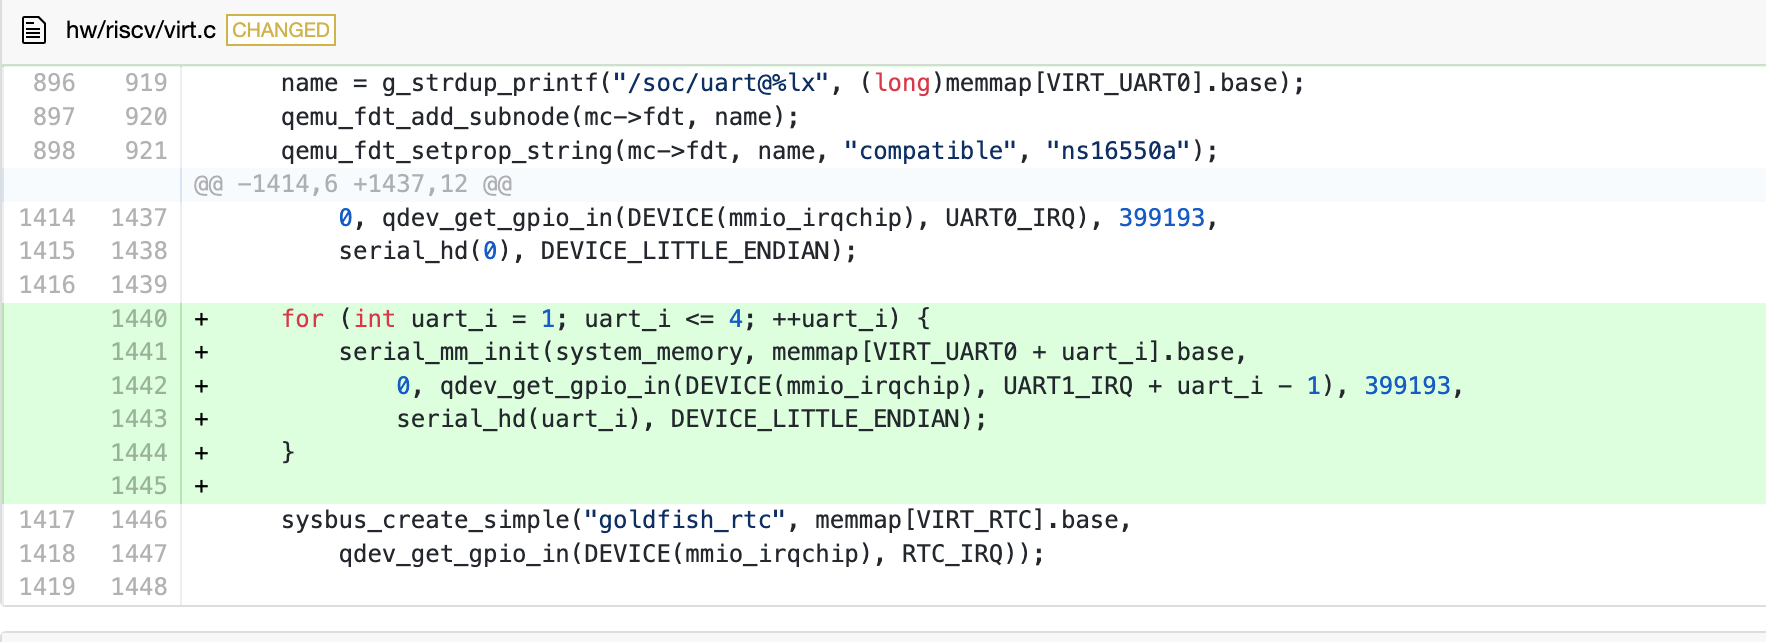 hw/riscv/virt.c CHANGED
896 919 name = g_strdup_printf("/soc/uart@%lx", (long)memmap[VIRT_UART0].base);
897 920 qemu_fdt_add_subnode(mc->fdt, name);
898 921 qemu_fdt_setprop_string(mc->fdt, name, "compatible", "ns16550a");
@@ -1414,6 +1437,12 @@
1414 1437 0, qdev_get_gpio_in(DEVICE(mmio_irqchip), UART0_IRQ), 399193,
1415 1438 serial_hd(0), DEVICE_LITTLE_ENDIAN);
1416 1439
1440 + for (int uart_i = 1; uart_i <= 4; ++uart_i) {
1441 + serial_mm_init(system_memory, memmap[VIRT_UART0 + uart_i].base,
1442 + 0, qdev_get_gpio_in(DEVICE(mmio_irqchip), UART1_IRQ + uart_i - 1), 399193,
1443 + serial_hd(uart_i), DEVICE_LITTLE_ENDIAN);
1444 + }
1445 +
1417 1446 sysbus_create_simple("goldfish_rtc", memmap[VIRT_RTC].base,
1418 1447 qdev_get_gpio_in(DEVICE(mmio_irqchip), RTC_IRQ));
1419 1448